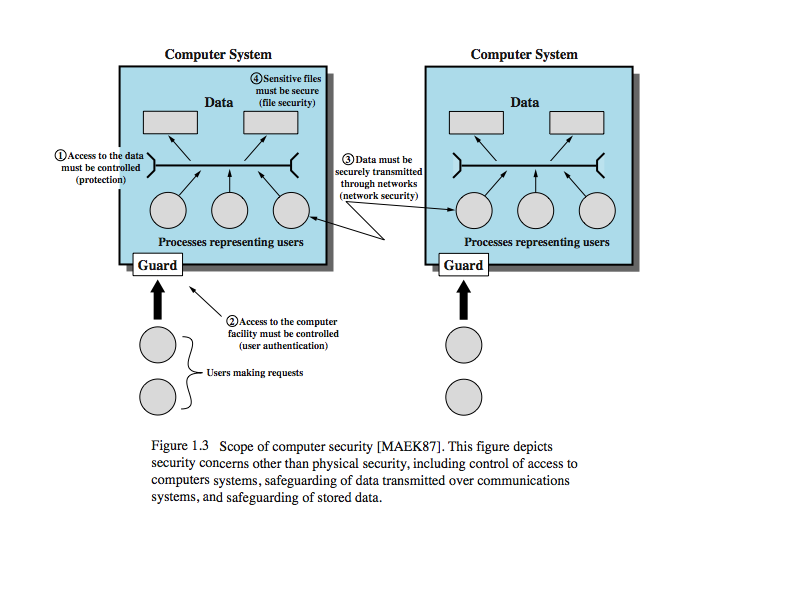 Computer System
④Sensitive files
must be secure
(file security)
Data
①Access to the data
must be controlled
(protection)
Processes representing users
Guard
③Data must be
securely transmitted
through networks
(network security)
Computer System
Data
Processes representing users
Guard
②Access to the computer
facility must be controlled
(user authentication)
Users making requests
Figure 1.3 Scope of computer security [MAEK87]. This figure depicts
security concerns other than physical security, including control of access to
computers systems, safeguarding of data transmitted over communications
systems, and safeguarding of stored data.